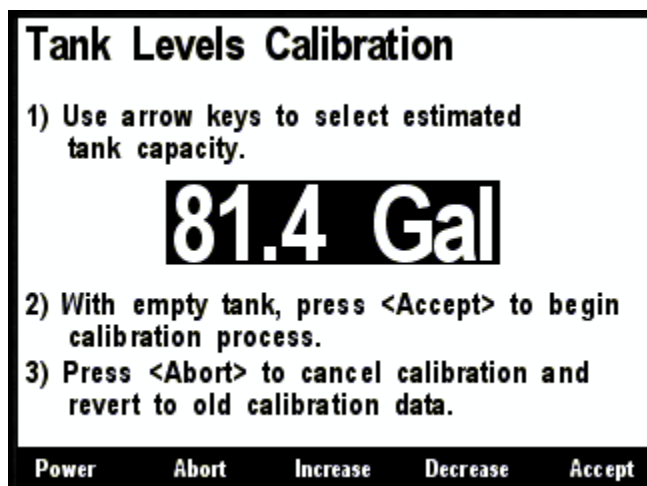 Tank Levels Calibration
1) Use arrow keys to select estimated
tank capacity.
81.4 Gal
2) With empty tank, press <Accept> to begin
calibration process.
3) Press <Abort> to cancel calibration and
revert to old calibration data.
Power Abort Increase Decrease Accept